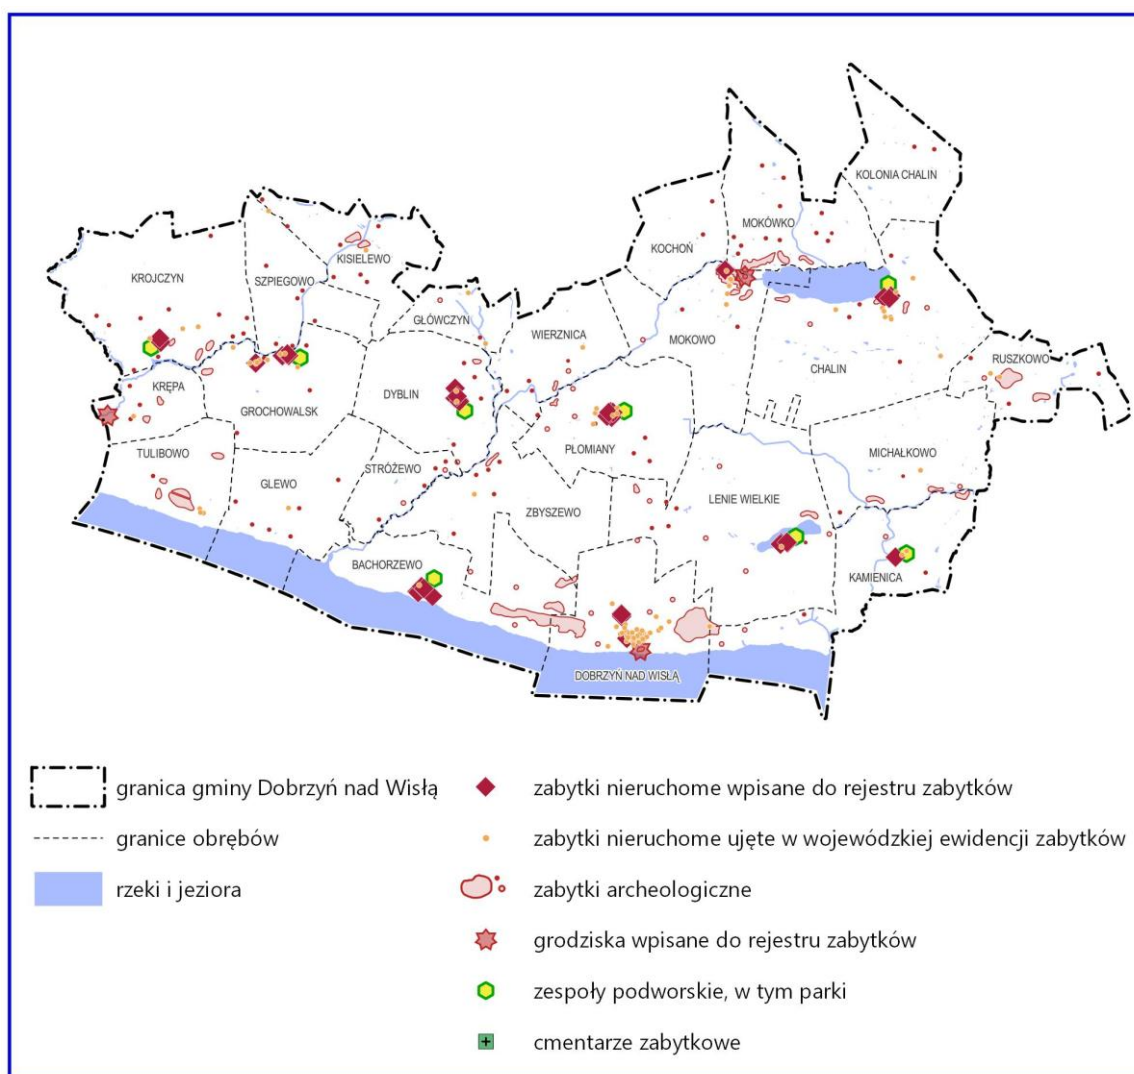 KOLONIA CHALIN
MOKÓWKO
KOCHOŃ
KISIELEWO
KROJCZYN
SZPIEGOWO
GŁÓWCZYN
WIERZNICA
MOKOWO
RUSZKOWO
CHALIN
KRĘPA
DYBLIN
GROCHOWALSK
PŁOMIANY
TULIBOWO
MICHAŁKOWO
STRÓŻEWO
GLEWO
LENIE WIELKIE
ZBYSZEWO
BACHORZEWO
KAMIENICA
DOBRZYŃ NAD WISŁĄ
granica gminy Dobrzyń nad Wisłą
granice obrębów
rzeki i jeziora
zabytki nieruchome wpisane do rejestru zabytków
zabytki nieruchome ujęte w wojewódzkiej ewidencji zabytków
zabytki archeologiczne
grodziska wpisane do rejestru zabytków
zespoły podworskie, w tym parki
cmentarze zabytkowe